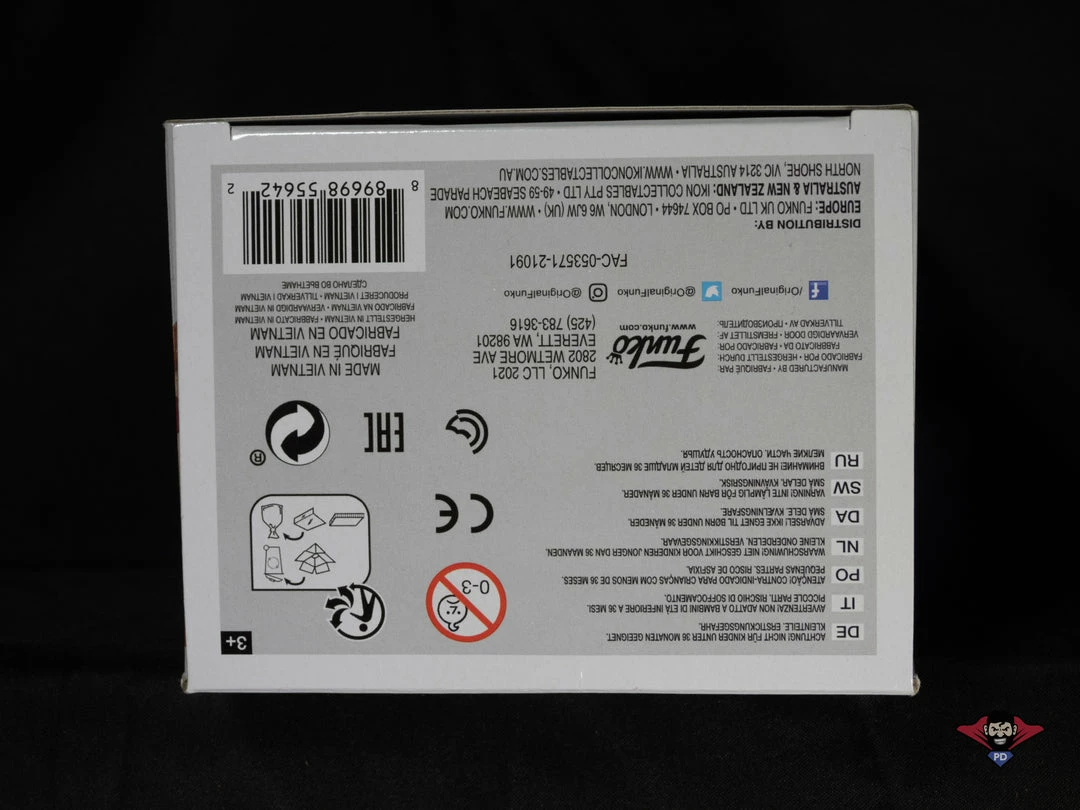 DE
ACHTUNG! NICHT FÜR KINDER UNTER 36 MONATEN GEEIGNET.
KLEINTEILE. ERSTICKUNGSGEFAHR.
IT
AVVERTENZA! NON ADATTO A BAMBINI DI ETÀ INFERIORE A 36 MESI.
PICCOLE PARTI. RISCHIO DI SOFFOCAMENTO.
PO
ATENÇÃO! CONTRA-INDICADO PARA CRIANÇAS COM MENOS DE 36 MESES.
PEQUENAS PARTES. RISCO DE ASFIXIA.
NL
WAARSCHUWING! NIET GESCHIKT VOOR KINDEREN JONGER DAN 36 MAANDEN.
KLEINE ONDERDELEN. VERSTIKKINGSGEVAAR.
DA
ADVARSEL! IKKE EGNET TIL BØRN UNDER 36 MÅNEDER.
SMÅ DELE. KVÆLNINGSFARE.
SW
VARNING! INTE LÄMPLIG FÖR BARN UNDER 36 MÅNADER.
SMÅ DELAR. KVÄVNINGSRISK.
RU
ВНИМАНИЕ! НЕ ПРИГОДНО ДЛЯ ДЕТЕЙ МЛАДШЕ 36 МЕСЯЦЕВ.
МЕЛКИЕ ЧАСТИ. ОПАСНОСТЬ УДУШЬЯ.
0-3
CE
3+
EAC
®
MANUFACTURED BY • FABRIQUÉ PAR:
FABRICADO POR • HERGESTELLT DURCH:
FABRICATO DA • FABRICADO POR:
VERVAARDIGD DOOR • FREMSTILLET AF:
TILLVERKAD AV • ПРОИЗВОДИТЕЛЬ:
Funko
www.funko.com
FUNKO, LLC 2021
2802 WETMORE AVE
EVERETT, WA 98201
(425) 783-3616
MADE IN VIETNAM
FABRIQUÉ EN VIETNAM
FABRICADO EN VIETNAM
HERGESTELLT IN VIETNAM • FABBRICATO IN VIETNAM
FABRICADO NA VIETNAM • VERVAARDIGD IN VIETNAM
PRODUCERET I VIETNAM • TILLVERKAD I VIETNAM
СДЕЛАНО ВО ВЬЕТНАМЕ
/OriginalFunko @OriginalFunko @OriginalFunko
FAC-053571-21091
DISTRIBUTION BY:
EUROPE: FUNKO UK LTD • PO BOX 74644 • LONDON, W6 6JW (UK) • WWW.FUNKO.COM
AUSTRALIA & NEW ZEALAND: IKON COLLECTABLES PTY LTD • 49-59 SEABEACH PARADE
NORTH SHORE, VIC 3214 AUSTRALIA • WWW.IKONCOLLECTABLES.COM.AU
8 89698 55642 2
PD